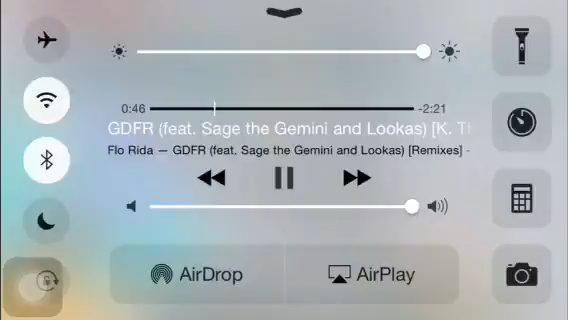 0:46 -2:21
GDFR (feat. Sage the Gemini and Lookas) [K.
Flo Rida — GDFR (feat. Sage the Gemini and Lookas) [Remixes] -
AirDrop AirPlay